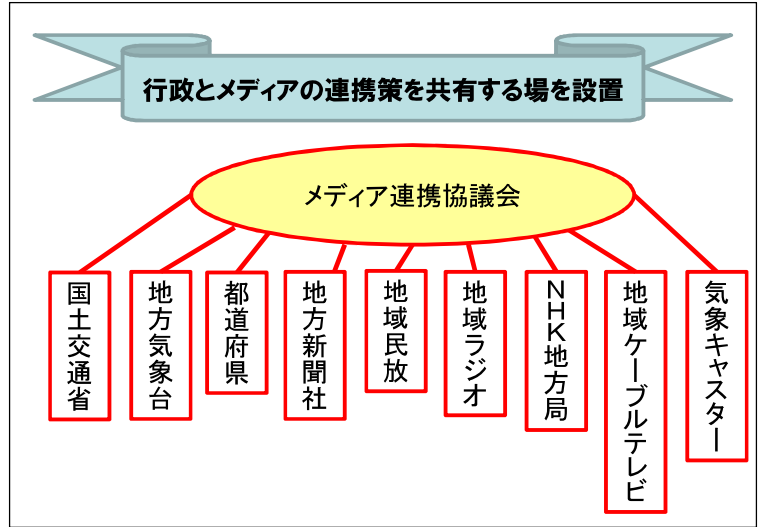 行政とメディアの連携策を共有する場を設置
メディア連携協議会
国土交通省
地方気象台
都道府県
地方新聞社
地域民放
地域ラジオ
NHK地方局
地域ケーブルテレビ
気象キャスター